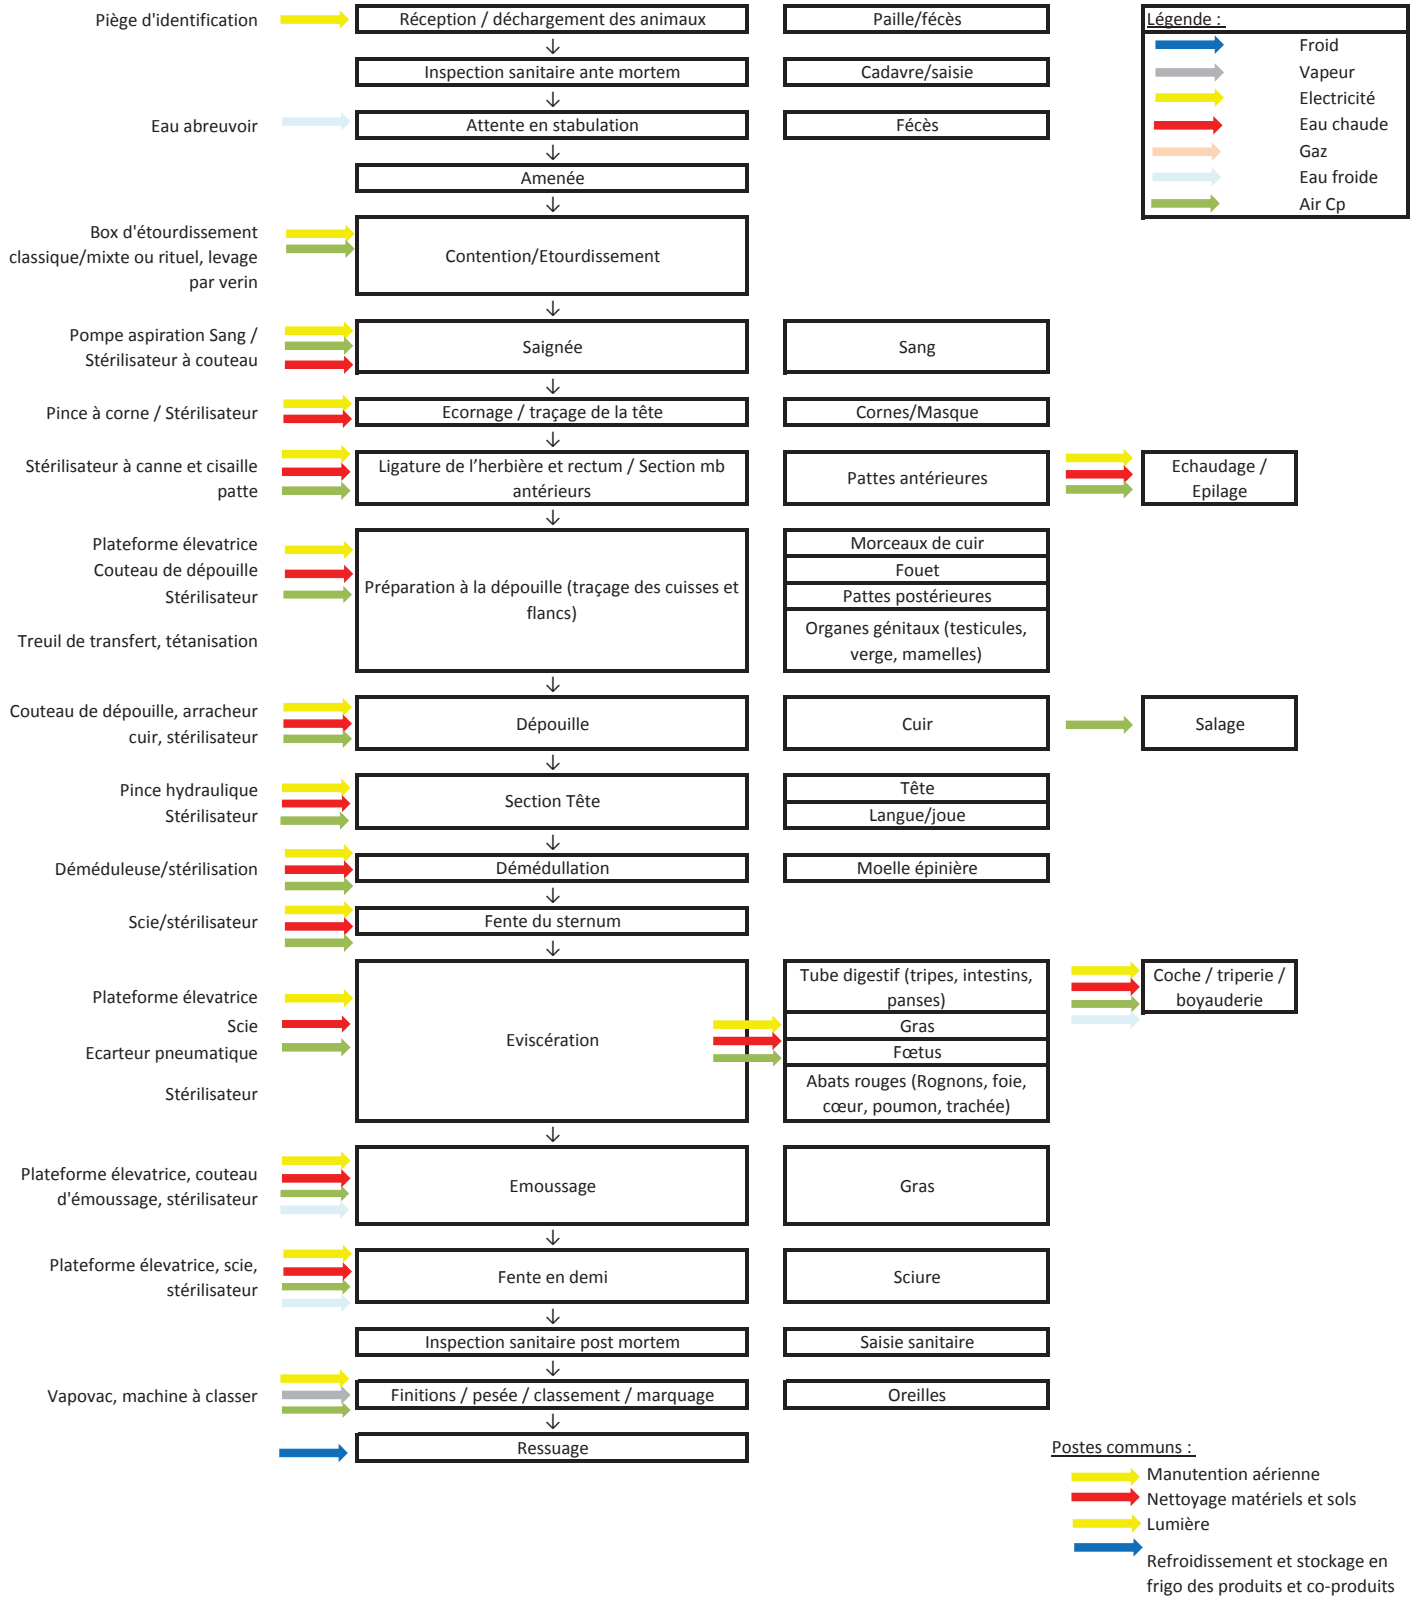 Piège d'identification
Réception / déchargement des animaux
Paille/fécès
Légende :
Froid
Vapeur
Electricité
Eau chaude
Gaz
Eau froide
Air Cp
Inspection sanitaire ante mortem
Cadavre/saisie
Eau abreuvoir
Attente en stabulation
Fécès
Amenée
Box d'étourdissement
classique/mixte ou rituel, levage
par verin
Contention/Etourdissement
Pompe aspiration Sang /
Stérilisateur à couteau
Saignée
Sang
Pince à corne / Stérilisateur
Ecornage / traçage de la tête
Cornes/Masque
Stérilisateur à canne et cisaille
patte
Ligature de l’herbière et rectum / Section mb
antérieurs
Pattes antérieures
Echaudage /
Epilage
Plateforme élevatrice
Couteau de dépouille
Stérilisateur
Treuil de transfert, tétanisation
Préparation à la dépouille (traçage des cuisses et
flancs)
Morceaux de cuir
Fouet
Pattes postérieures
Organes génitaux (testicules,
verge, mamelles)
Couteau de dépouille, arracheur
cuir, stérilisateur
Dépouille
Cuir
Salage
Pince hydraulique
Stérilisateur
Section Tête
Tête
Langue/joue
Déméduleuse/stérilisation
Démédullation
Moelle épinière
Scie/stérilisateur
Fente du sternum
Plateforme élevatrice
Scie
Ecarteur pneumatique
Stérilisateur
Eviscération
Tube digestif (tripes, intestins,
panses)
Gras
Fœtus
Abats rouges (Rognons, foie,
cœur, poumon, trachée)
Coche / triperie /
boyauderie
Plateforme élevatrice, couteau
d'émoussage, stérilisateur
Emoussage
Gras
Plateforme élevatrice, scie,
stérilisateur
Fente en demi
Sciure
Inspection sanitaire post mortem
Saisie sanitaire
Vapovac, machine à classer
Finitions / pesée / classement / marquage
Oreilles
Ressuage
Postes communs :
Manutention aérienne
Nettoyage matériels et sols
Lumière
Refroidissement et stockage en
frigo des produits et co-produits